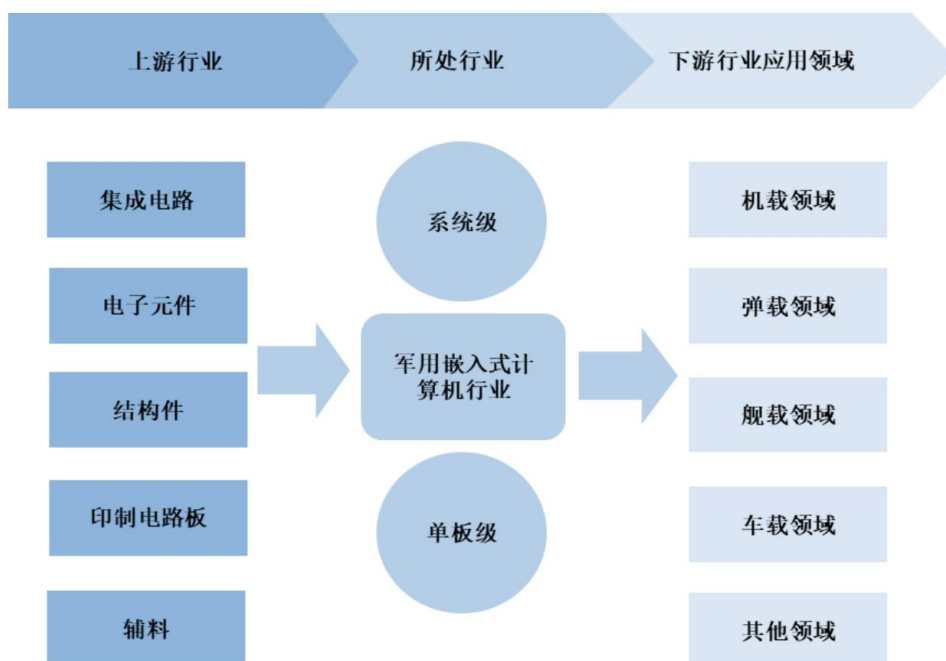 上游行业
所处行业
下游行业应用领域
集成电路
电子元件
结构件
印制电路板
辅料
系统级
军用嵌入式计
算机行业
单板级
机载领域
弹载领域
舰载领域
车载领域
其他领域